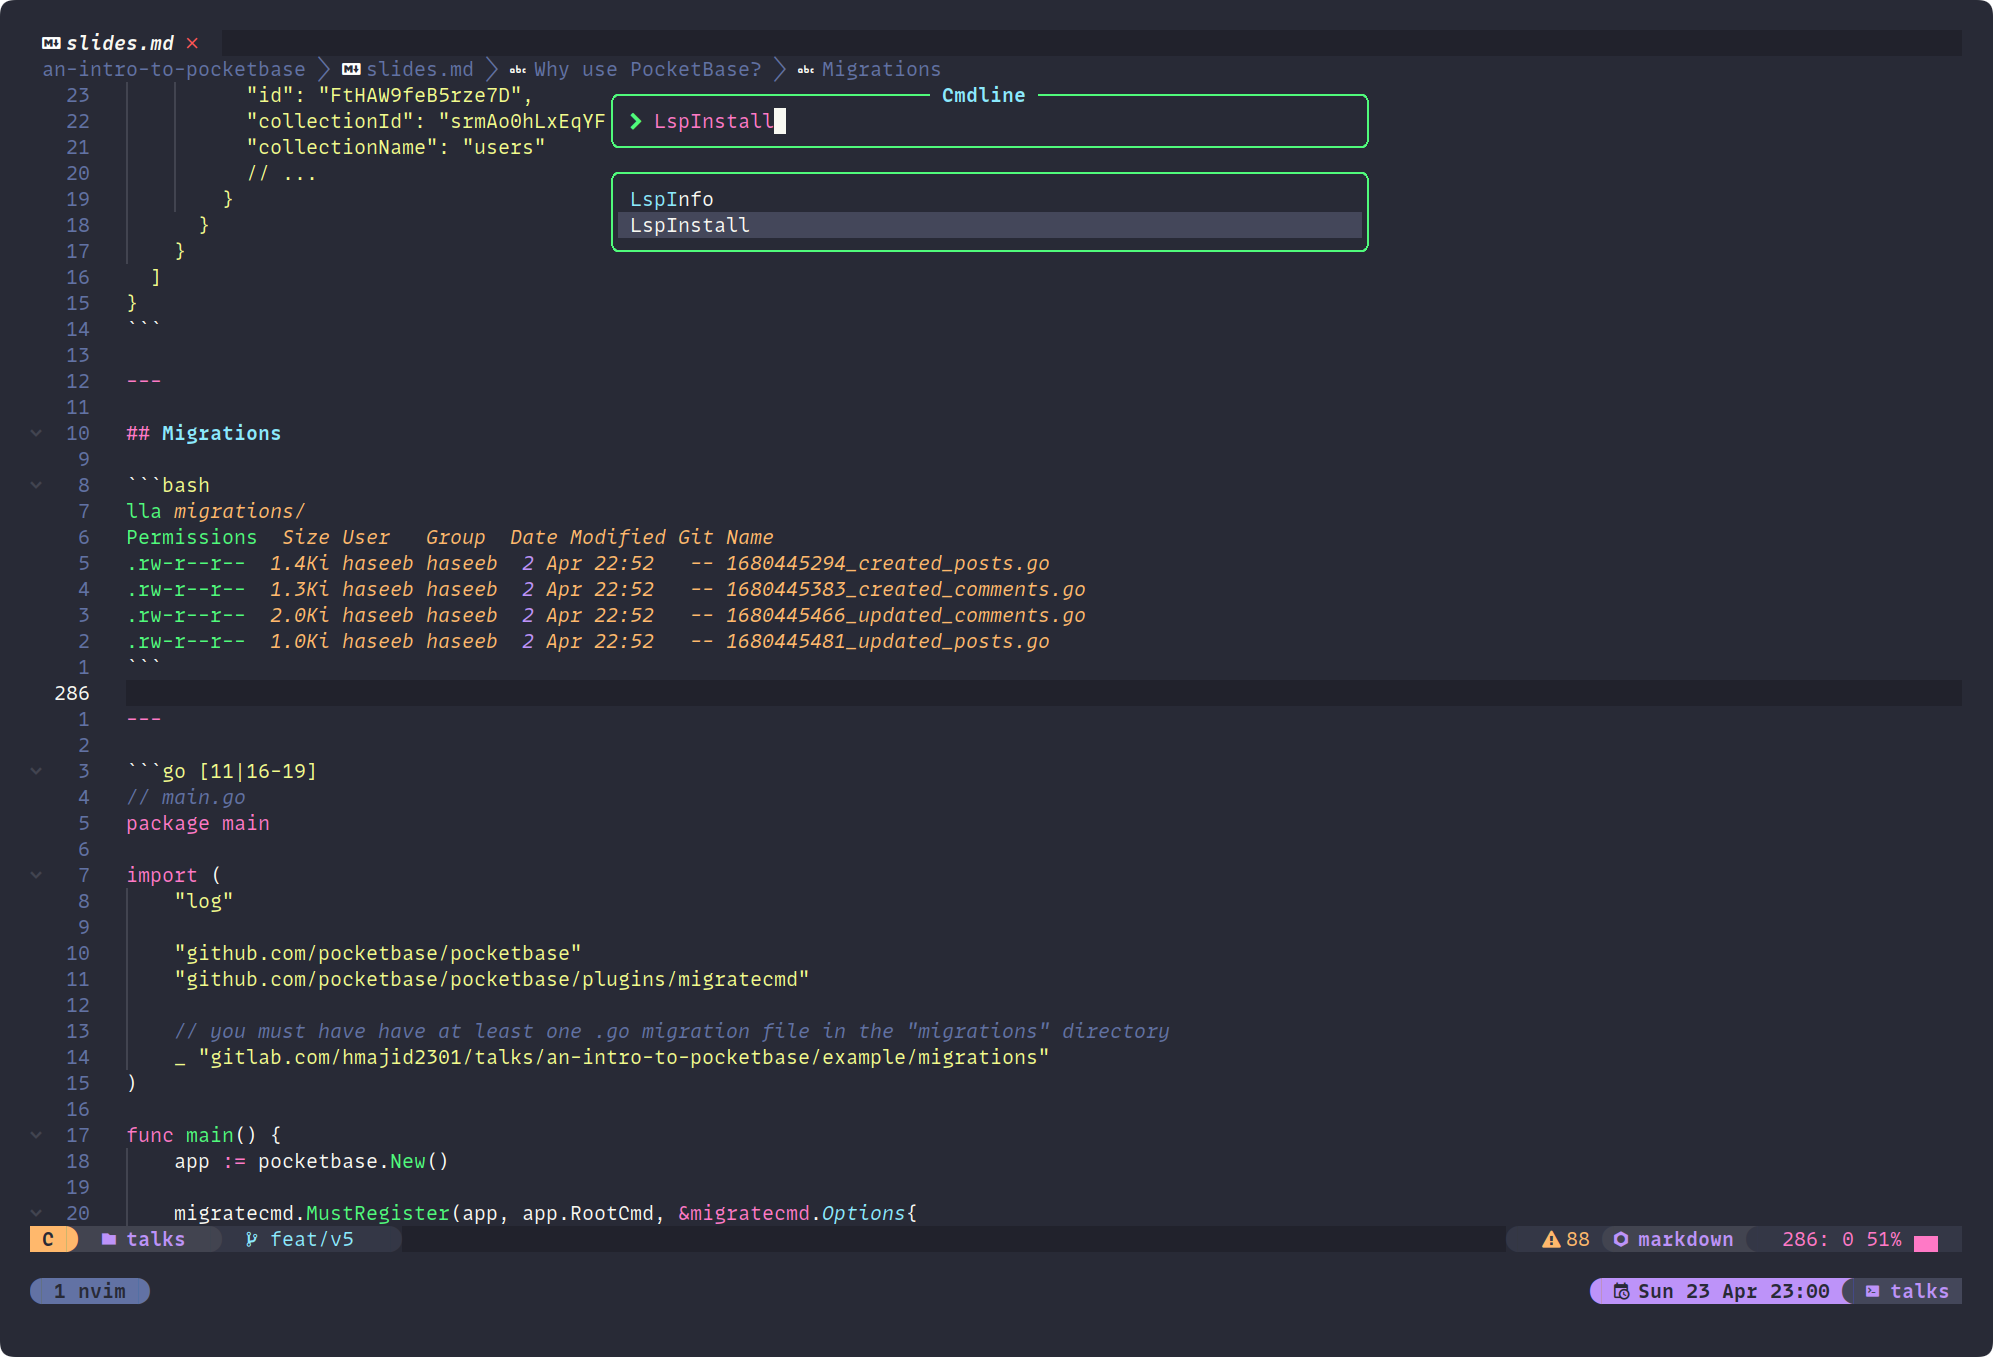 slides.md ×
an-intro-to-pocketbase > slides.md > abc Why use PocketBase? > abc Migrations
23 "id": "FtHAW9feB5rze7D",
22 "collectionId": "srmAo0hLxEqYF
21 "collectionName": "users"
20 // ...
19 }
18 }
17 }
16 ]
15 }
14 ```
13
12 ---
11
10 ## Migrations
9
8 ```bash
7 lla migrations/
6 Permissions  Size User   Group  Date Modified Git Name
5 .rw-r--r--  1.4Ki haseeb haseeb  2 Apr 22:52   -- 1680445294_created_posts.go
4 .rw-r--r--  1.3Ki haseeb haseeb  2 Apr 22:52   -- 1680445383_created_comments.go
3 .rw-r--r--  2.0Ki haseeb haseeb  2 Apr 22:52   -- 1680445466_updated_comments.go
2 .rw-r--r--  1.0Ki haseeb haseeb  2 Apr 22:52   -- 1680445481_updated_posts.go
1 ```
286
1 ---
2
3 ```go [11|16-19]
4 // main.go
5 package main
6
7 import (
8 "log"
9
10 "github.com/pocketbase/pocketbase"
11 "github.com/pocketbase/pocketbase/plugins/migratecmd"
12
13 // you must have have at least one .go migration file in the "migrations" directory
14 _ "gitlab.com/hmajid2301/talks/an-intro-to-pocketbase/example/migrations"
15 )
16
17 func main() {
18 app := pocketbase.New()
19
20 migratecmd.MustRegister(app, app.RootCmd, &migratecmd.Options{
Cmdline
> LspInstall
LspInfo
LspInstall
C talks feat/v5 88 markdown 286: 0 51%
1 nvim Sun 23 Apr 23:00 talks